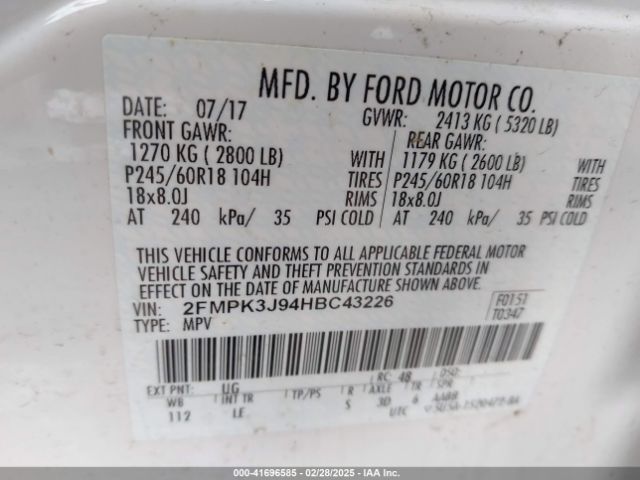 MFD. BY FORD MOTOR CO.
DATE: 07/17 GVWR: 2413 KG ( 5320 LB)
FRONT GAWR: REAR GAWR:
1270 KG ( 2800 LB) WITH 1179 KG ( 2600 LB) WITH
P245/60R18 104H TIRES P245/60R18 104H TIRES
18x8.0J RIMS 18x8.0J RIMS
AT 240 kPa/ 35 PSI COLD AT 240 kPa/ 35 PSI COLD
THIS VEHICLE CONFORMS TO ALL APPLICABLE FEDERAL MOTOR
VEHICLE SAFETY AND THEFT PREVENTION STANDARDS IN
EFFECT ON THE DATE OF MANUFACTURE SHOWN ABOVE.
VIN: 2FMPK3J94HBC43226 F0151
TYPE: MPV T0347
EXT PNT: UG RC: 48 DSO:
WB INT TR TP/PS R AXLE TR SPR
112 LE S 3D 6 AABB
UTC
000-41696585 - 02/28/2025 - IAA Inc.